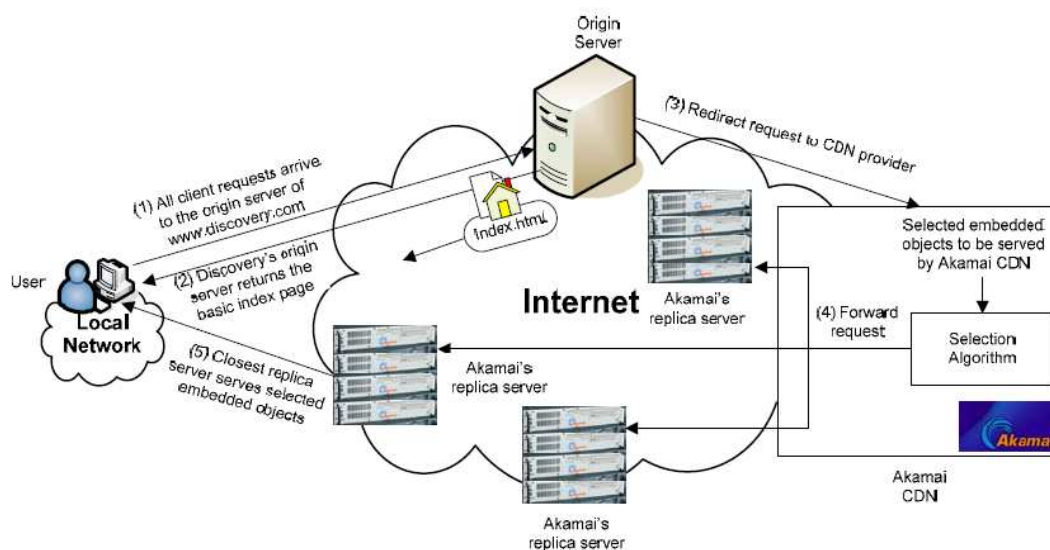 Origin
Server
(3) Redirect request to CDN provider
(1) All client requests arrive
to the origin server of
www.discovery.com
Index.html
Selected embedded
objects to be served
by Akamai CDN
User
(2) Discovery's origin
server returns the
basic index page
Internet
Akamai's
replica server
(4) Forward
request
Selection
Algorithm
Local
Network
(5) Closest replica
server serves selected
embedded objects
Akamai's
replica server
Akamai
Akamai
CDN
Akamai's
replica server